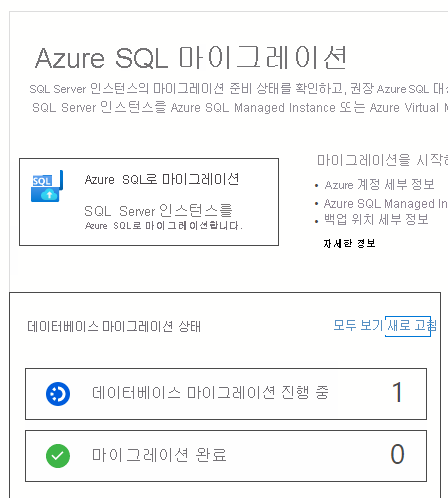 Azure SQL 마이그레이션
SQL Server 인스턴스의 마이그레이션 준비 상태를 확인하고, 권장 Azure SQL 대상
SQL Server 인스턴스를 Azure SQL Managed Instance 또는 Azure Virtual M
SQL
Azure SQL로 마이그레이션
SQL Server 인스턴스를
Azure SQL로 마이그레이션합니다.
마이그레이션을 시작하
• Azure 계정 세부 정보
• Azure SQL Managed In
• 백업 위치 세부 정보
자세한 정보
데이터베이스 마이그레이션 상태
모두 보기 새로 고침
데이터베이스 마이그레이션 진행 중 1
마이그레이션 완료 0